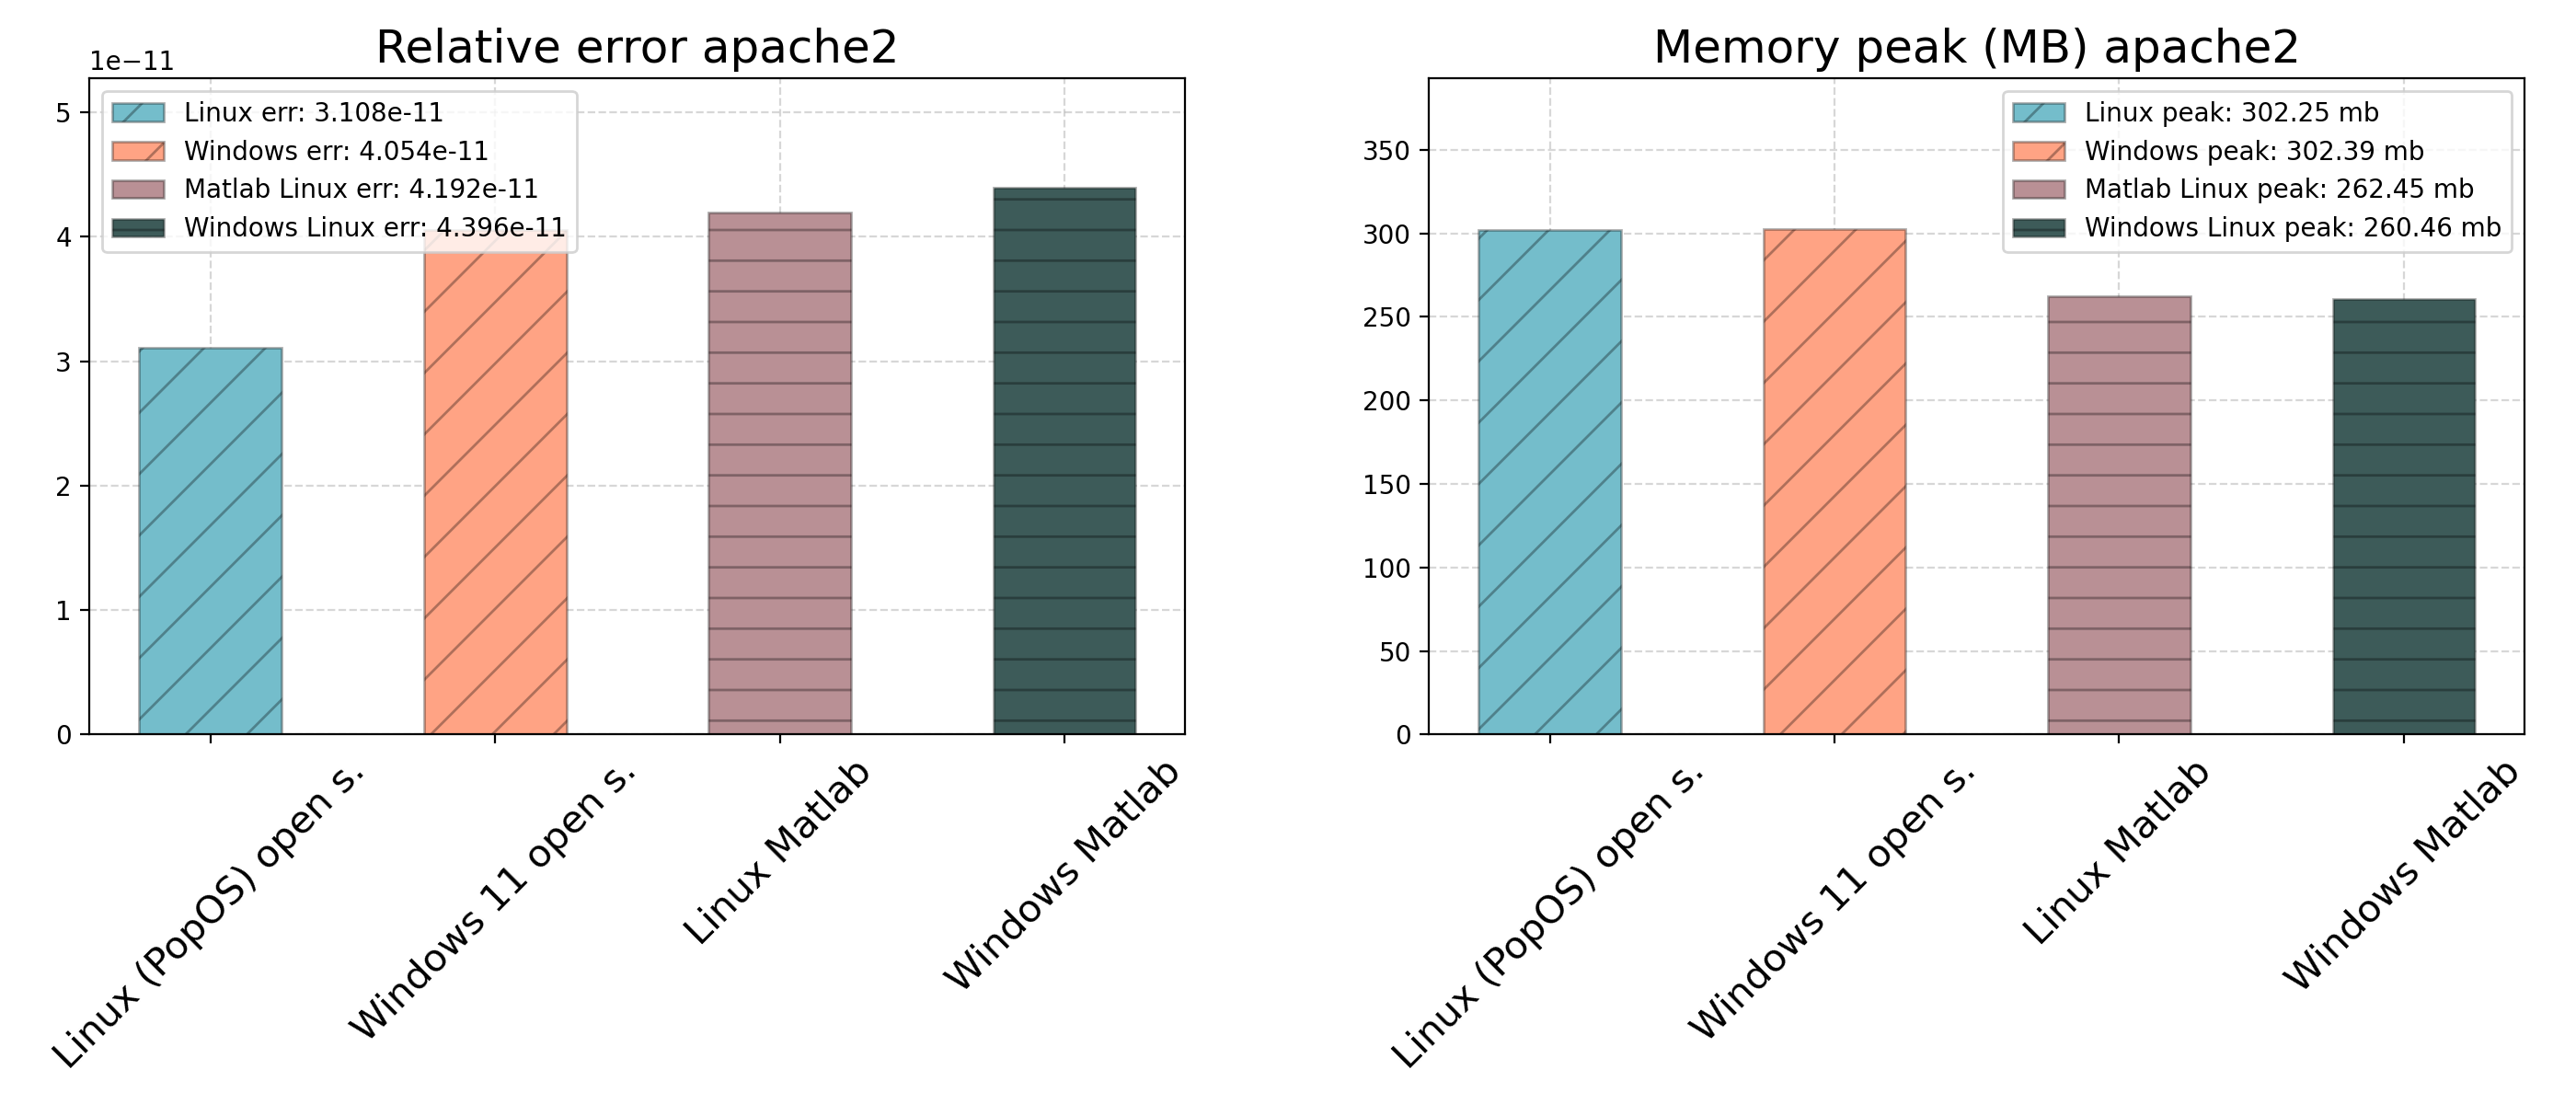 Relative error apache2
1e−11
5
4
3
2
1
0
Linux err: 3.108e-11
Windows err: 4.054e-11
Matlab Linux err: 4.192e-11
Windows Linux err: 4.396e-11
Linux (PopOS) open s.
Windows 11 open s.
Linux Matlab
Windows Matlab
Memory peak (MB) apache2
350
300
250
200
150
100
50
0
Linux peak: 302.25 mb
Windows peak: 302.39 mb
Matlab Linux peak: 262.45 mb
Windows Linux peak: 260.46 mb
Linux (PopOS) open s.
Windows 11 open s.
Linux Matlab
Windows Matlab